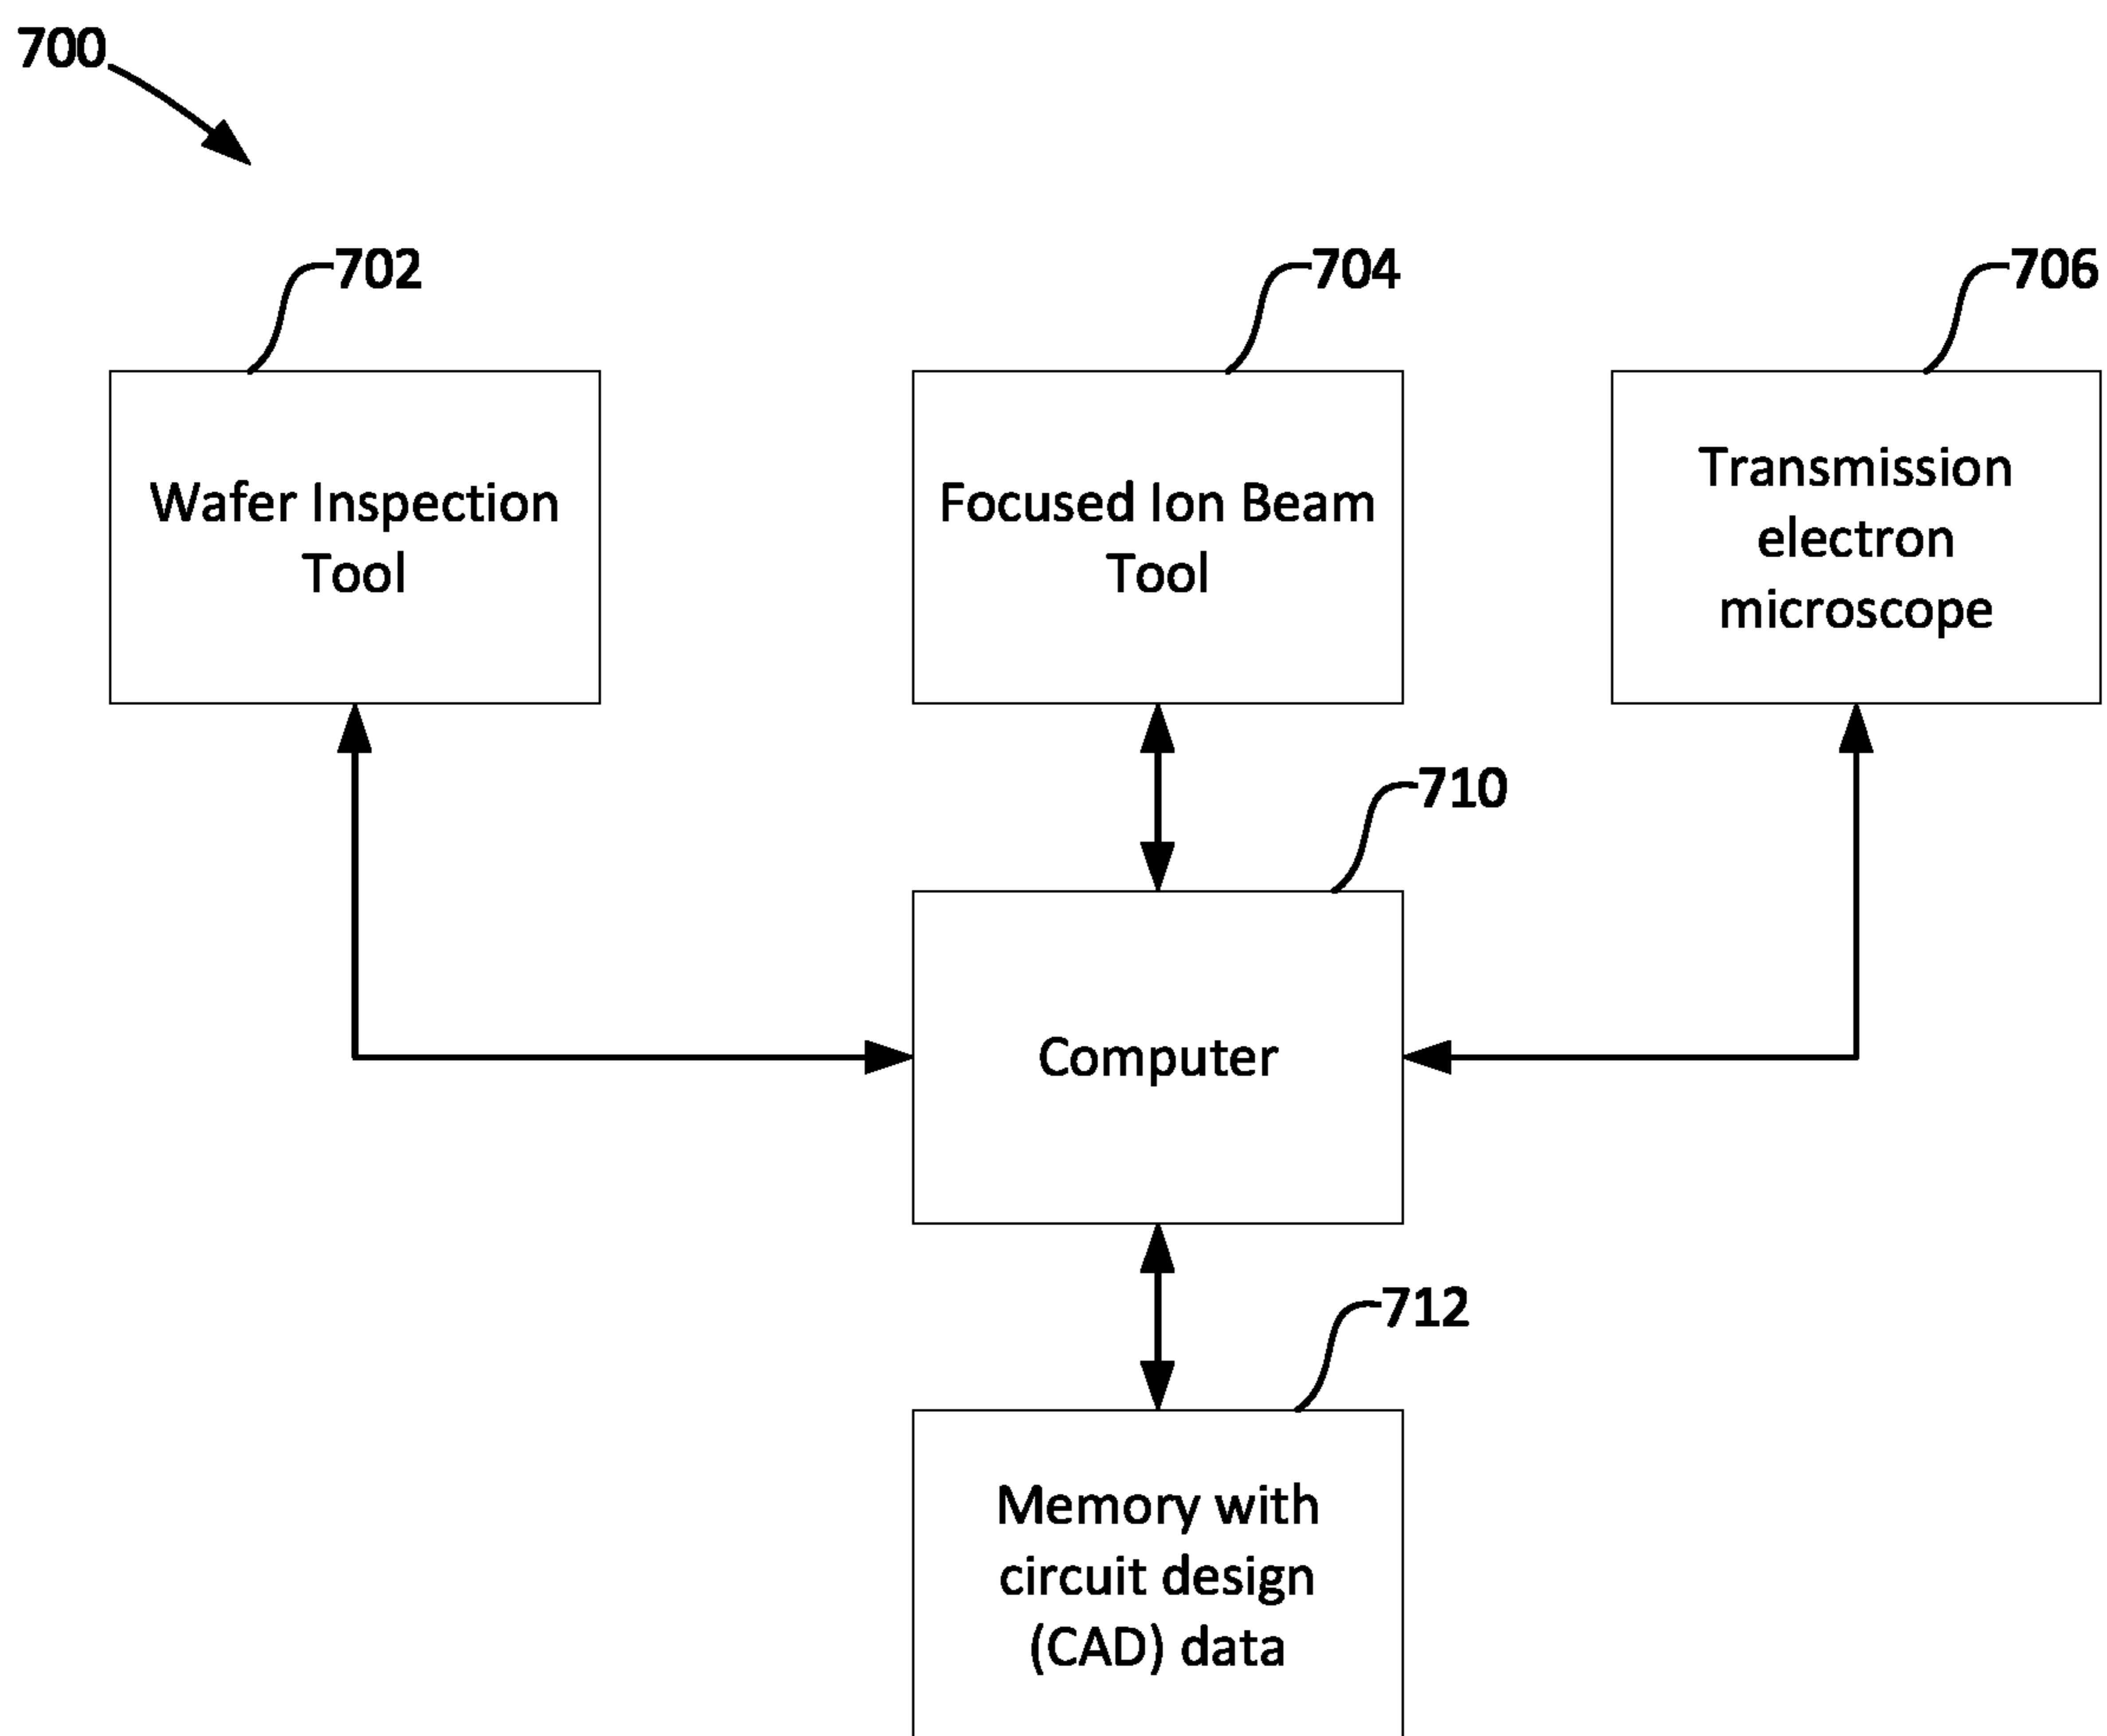 700
702
704
706
Wafer Inspection
Tool
Focused Ion Beam
Tool
Transmission
electron
microscope
710
Computer
712
Memory with
circuit design
(CAD) data